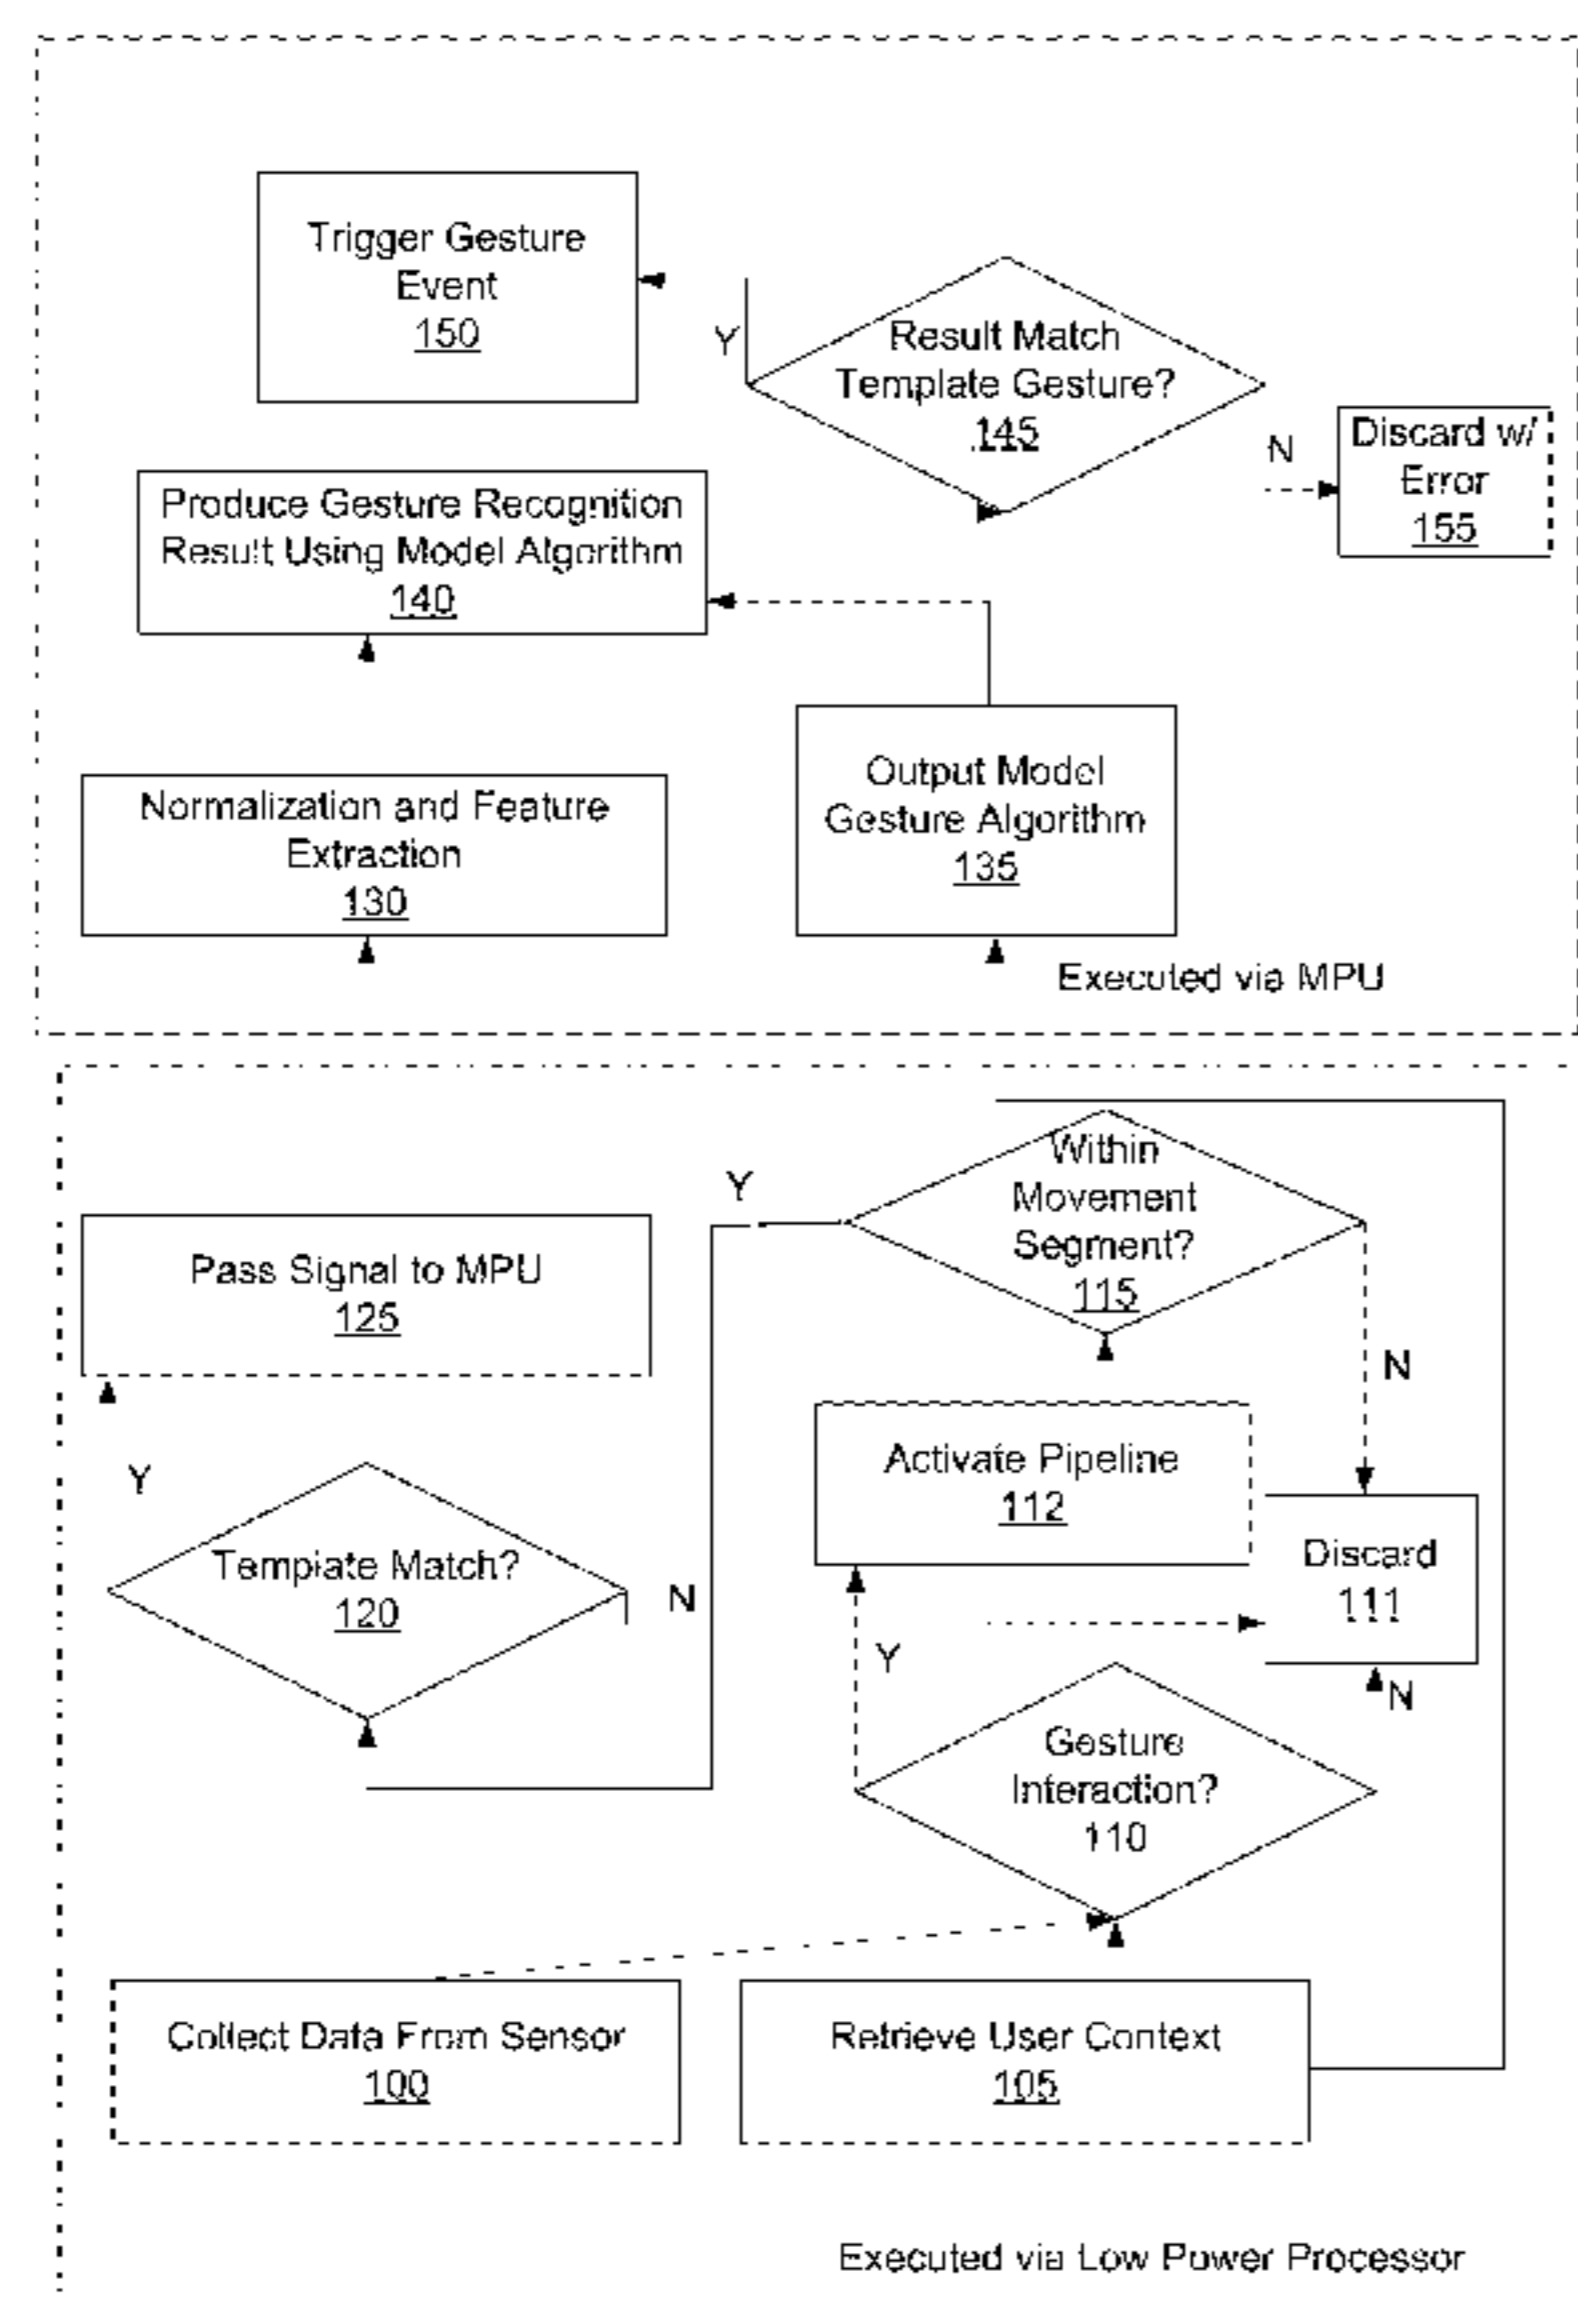 Trigger Gesture
Event
150
Y
Result Match
Template Gesture?
145
N
Discard w/
Error
155
Produce Gesture Recognition
Result Using Model Algorithm
140
Normalization and Feature
Extraction
130
Output Model
Gesture Algorithm
135
Executed via MPU
Within
Movement
Segment?
115
Y
N
Pass Signal to MPU
125
Y
Template Match?
120
N
Activate Pipeline
112
Discard
111
N
Y
Gesture
Interaction?
110
Collect Data From Sensor
100
Retrieve User Context
105
Executed via Low Power Processor